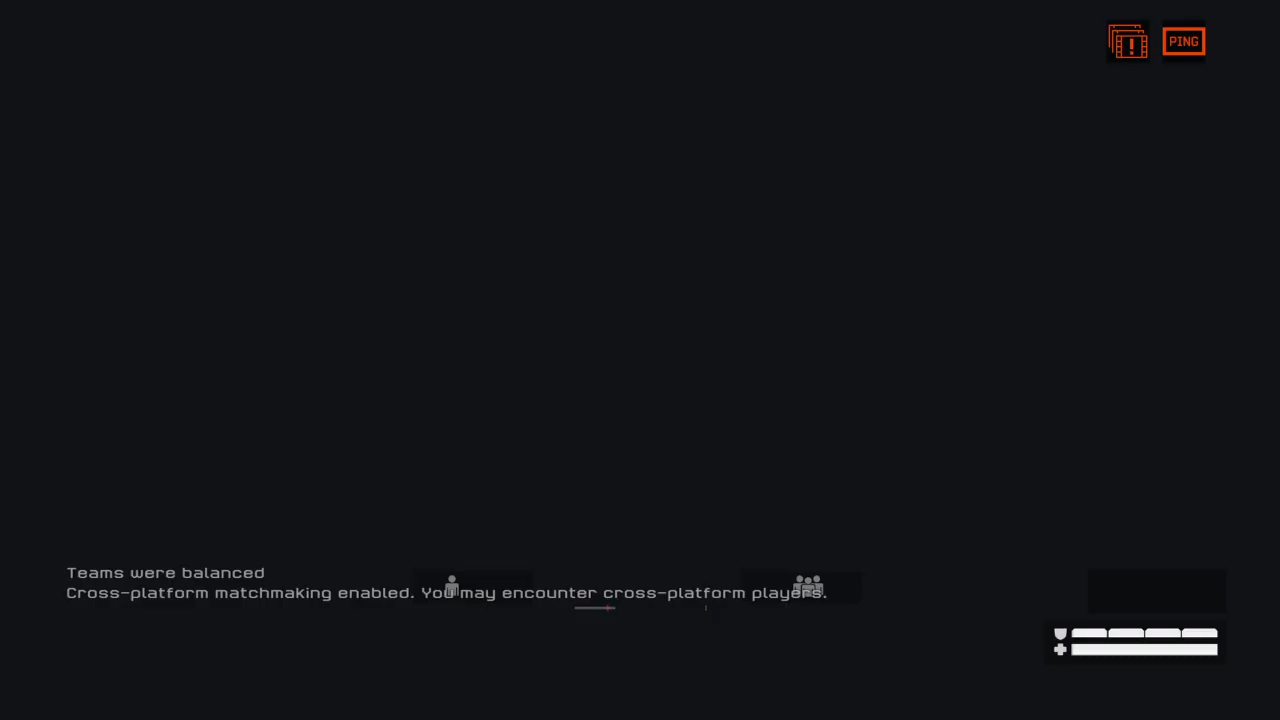 PING
Teams were balanced
Cross-platform matchmaking enabled. You may encounter cross-platform players.